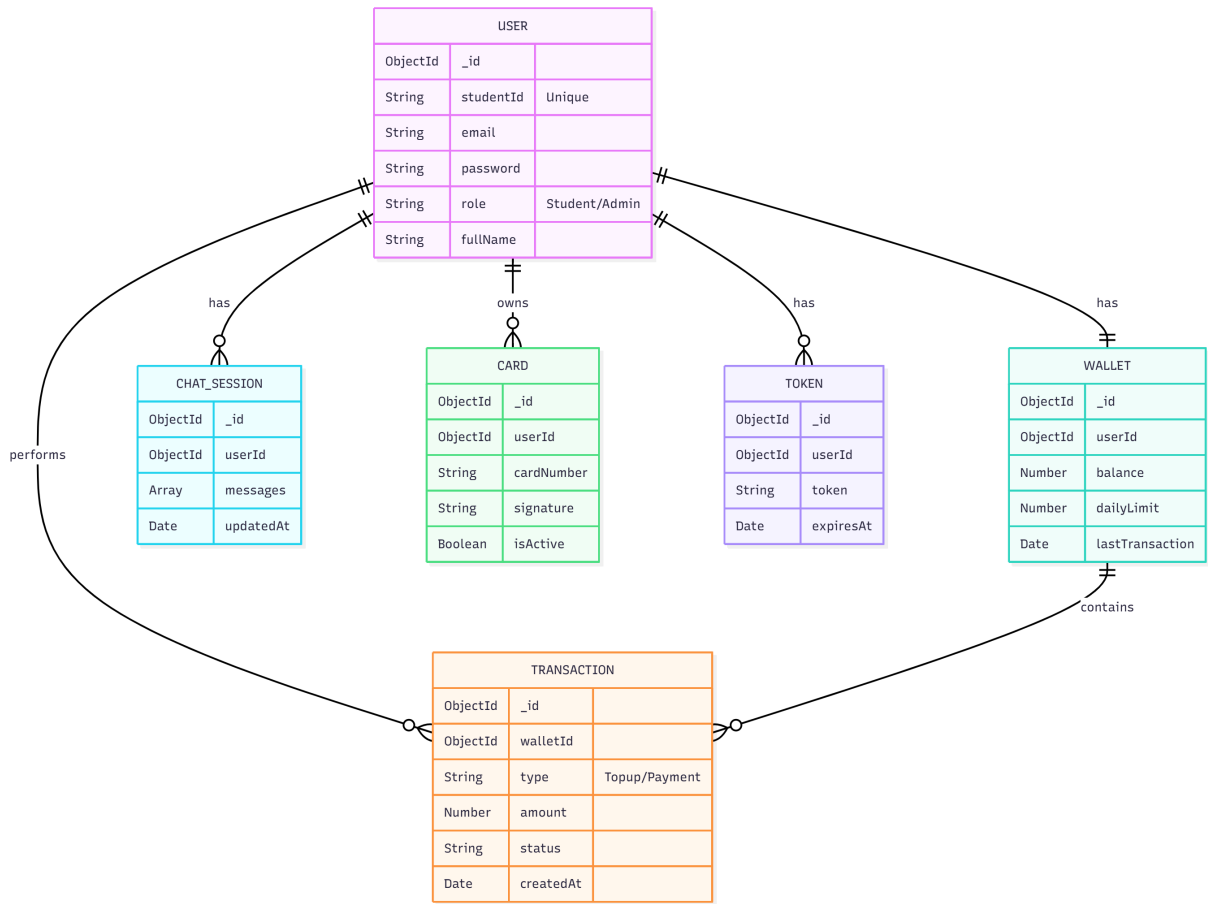 USER
ObjectId _id
String studentId Unique
String email
String password
String role Student/Admin
String fullName
has
owns
has
has
CHAT_SESSION
ObjectId _id
ObjectId userId
Array messages
Date updatedAt
CARD
ObjectId _id
ObjectId userId
String cardNumber
String signature
Boolean isActive
TOKEN
ObjectId _id
ObjectId userId
String token
Date expiresAt
WALLET
ObjectId _id
ObjectId userId
Number balance
Number dailyLimit
Date lastTransaction
performs
contains
TRANSACTION
ObjectId _id
ObjectId walletId
String type Topup/Payment
Number amount
String status
Date createdAt